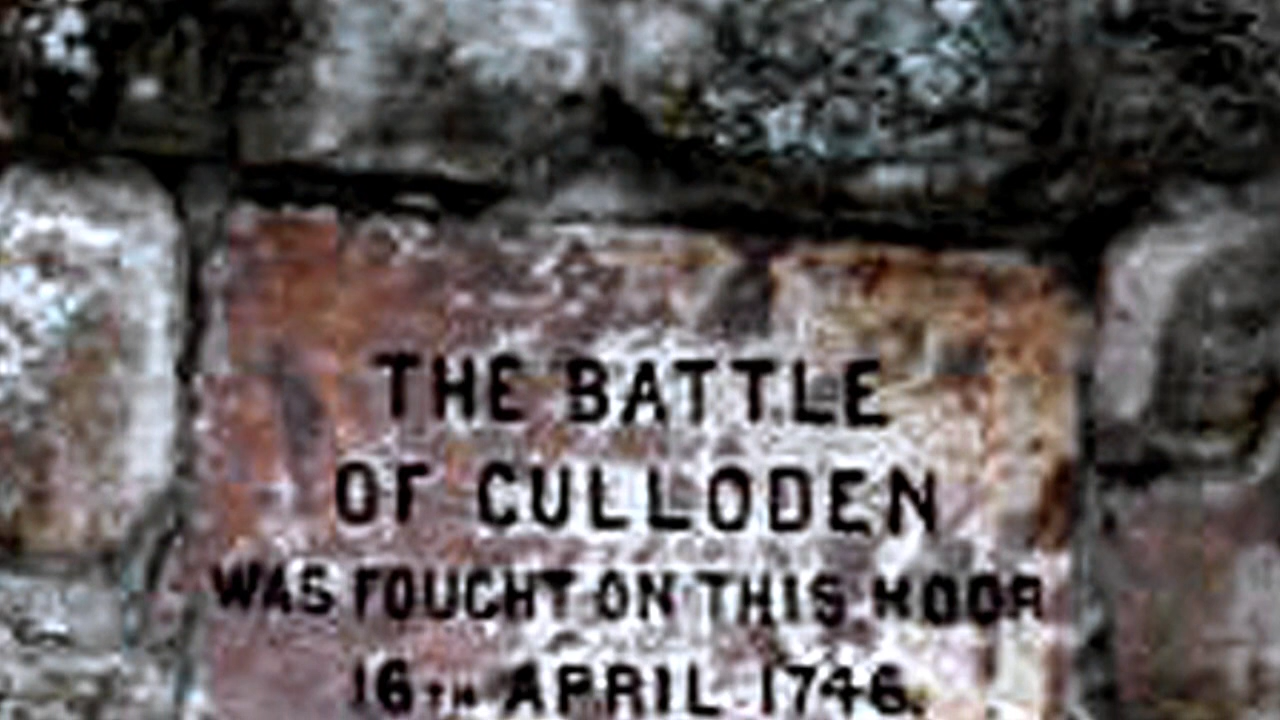 THE BATTLE
OF CULLODEN
WAS FOUGHT ON THIS MOOR
16TH APRIL 1746.